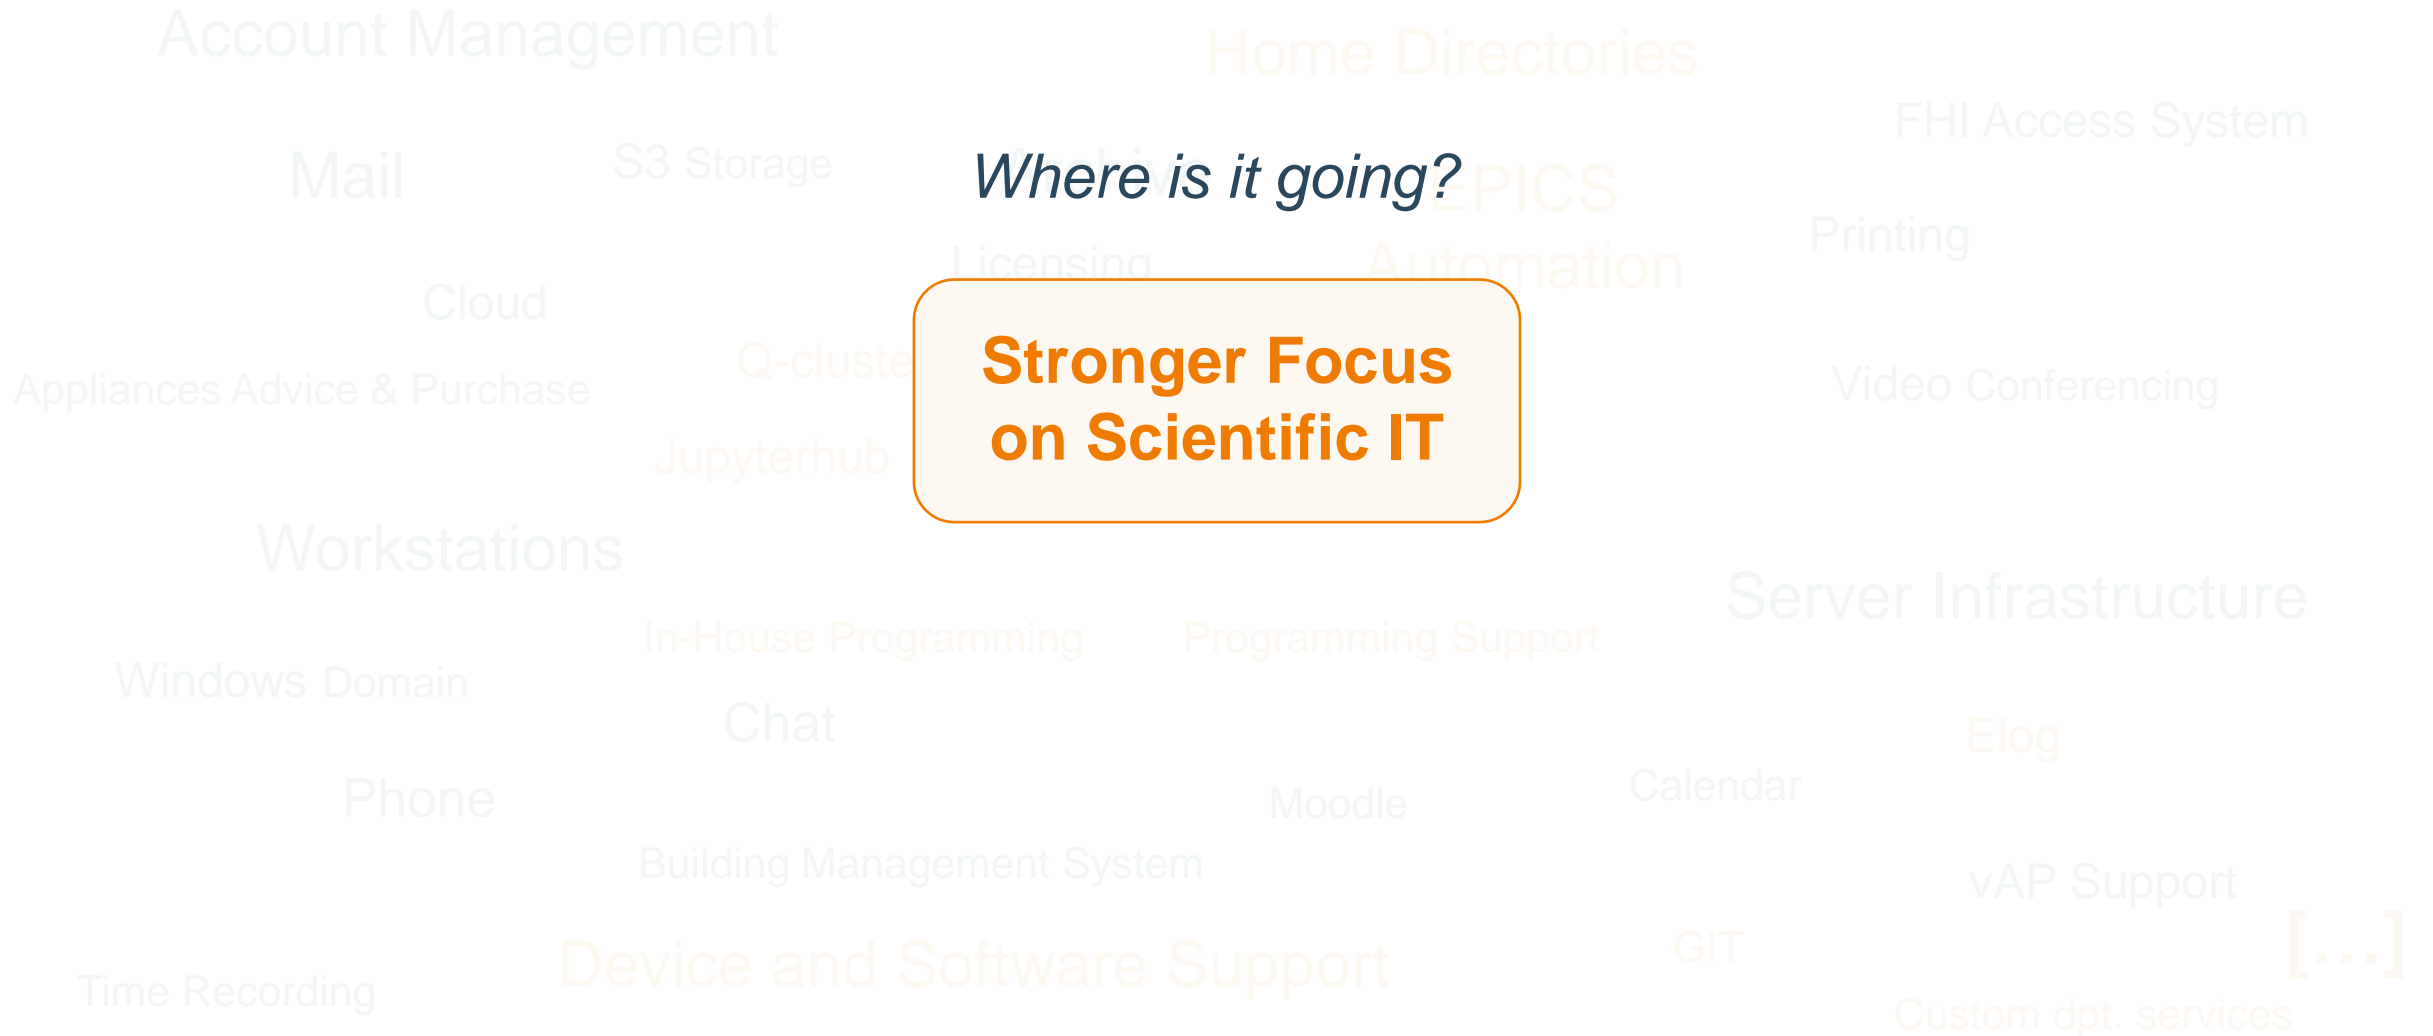 Account Management
Home Directories
FHI Access System
Mail
S3 Storage
Archive
Where is it going?
EPICS
Automation
Printing
Licensing
Cloud
Q-cluster
Stronger Focus
on Scientific IT
Appliances Advice & Purchase
Video Conferencing
Jupyterhub
Workstations
Server Infrastructure
In-House Programming
Programming Support
Windows Domain
Chat
Elog
Phone
Moodle
Calendar
Building Management System
vAP Support
Device and Software Support
GIT
[...]
Time Recording
Custom dpt. services